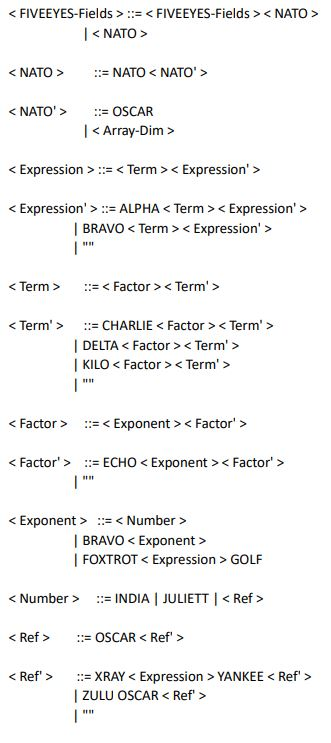 < FIVEEYES-Fields > ::= < FIVEEYES-Fields > < NATO >
| < NATO >
< NATO > ::= NATO < NATO' >
< NATO' > ::= OSCAR
| < Array-Dim >
< Expression > ::= < Term > < Expression' >
< Expression' > ::= ALPHA < Term > < Expression' >
| BRAVO < Term > < Expression' >
| ""
< Term > ::= < Factor > < Term' >
< Term' > ::= CHARLIE < Factor > < Term' >
| DELTA < Factor > < Term' >
| KILO < Factor > < Term' >
| ""
< Factor > ::= < Exponent > < Factor' >
< Factor' > ::= ECHO < Exponent > < Factor' >
| ""
< Exponent > ::= < Number >
| BRAVO < Exponent >
| FOXTROT < Expression > GOLF
< Number > ::= INDIA | JULIETT | < Ref >
< Ref > ::= OSCAR < Ref' >
< Ref' > ::= XRAY < Expression > YANKEE < Ref' >
| ZULU OSCAR < Ref' >
| ""